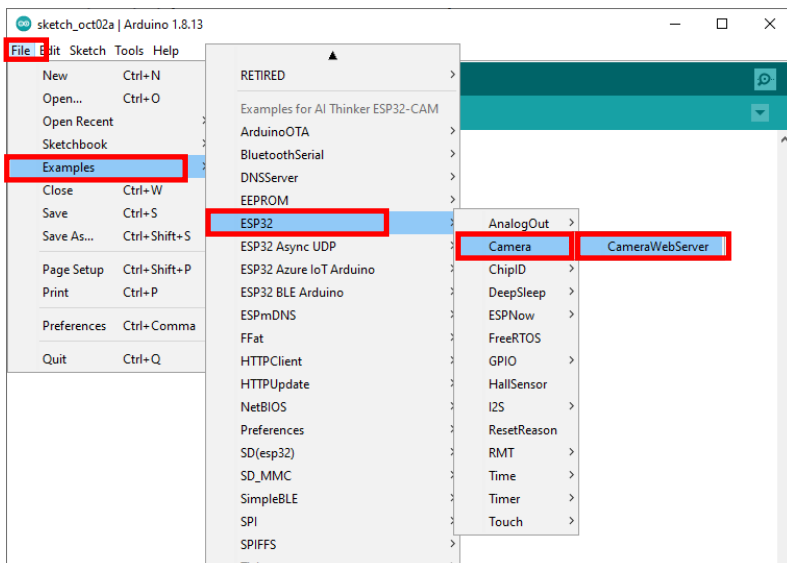 sketch_oct02a | Arduino 1.8.13
File Edit Sketch Tools Help
New Ctrl+N
Open... Ctrl+O
Open Recent
Sketchbook
Examples
Close Ctrl+W
Save Ctrl+S
Save As... Ctrl+Shift+S
Page Setup Ctrl+Shift+P
Print Ctrl+P
Preferences Ctrl+Comma
Quit Ctrl+Q
RETIRED
Examples for AI Thinker ESP32-CAM
ArduinoOTA
BluetoothSerial
DNSServer
EEPROM
ESP32
ESP32 Async UDP
ESP32 Azure IoT Arduino
ESP32 BLE Arduino
ESPmDNS
FFat
HTTPClient
HTTPUpdate
NetBIOS
Preferences
SD(esp32)
SD_MMC
SimpleBLE
SPI
SPIFFS
AnalogOut
Camera
ChipID
DeepSleep
ESPNow
FreeRTOS
GPIO
HallSensor
I2S
ResetReason
RMT
Time
Timer
Touch
CameraWebServer